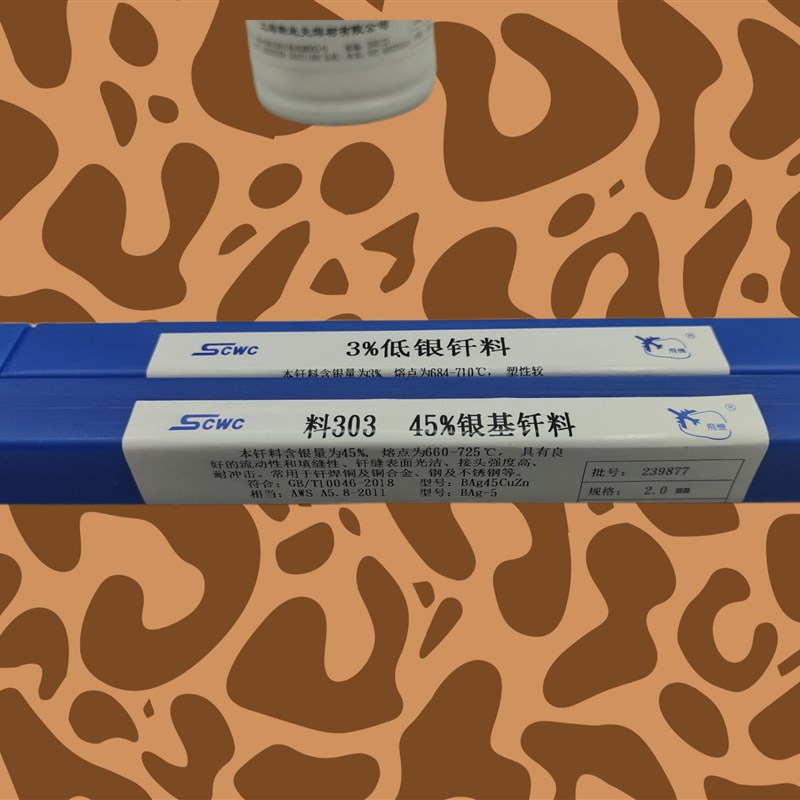 SCWC
3%低银钎料
飛機
本钎料含银量为3%，熔点为684-710℃， 塑性较
SCWC
料303 45%银基钎料
飛機
本钎料含银量为45%，熔点为660-725℃， 具有良
好的流动性和填缝性、钎缝表面光洁、接头强度高、
耐冲击。常用于钎焊铜及铜合金、钢及不锈钢等。
符合：GB/T10046-2018 型号：BAg45CuZn
相当：AWS A5.8-2011 型号：BAg-5
批号： 239877
规格： 2.0